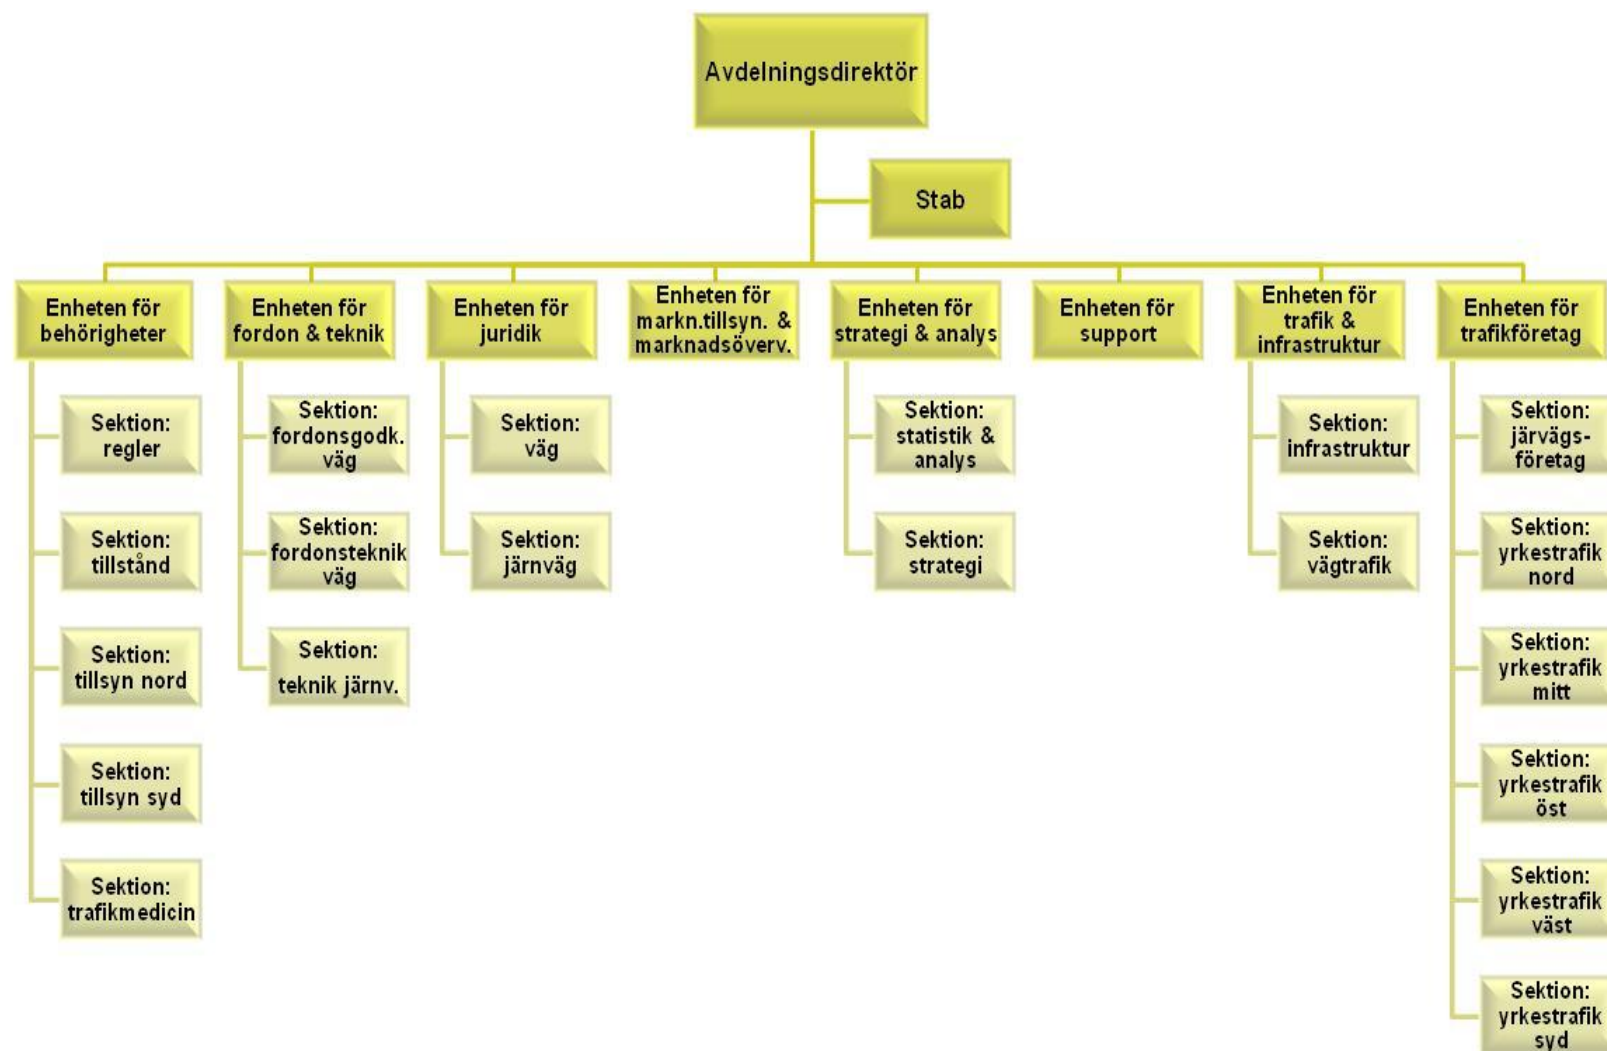 Avdelningsdirektör
Stab
Enheten för
behörigheter
Enheten för
fordon & teknik
Enheten för
juridik
Enheten för
markn.tillsyn. &
marknadsöverv.
Enheten för
strategi & analys
Enheten för
support
Enheten för
trafik &
infrastruktur
Enheten för
trafikföretag
Sektion:
regler
Sektion:
tillstånd
Sektion:
tillsyn nord
Sektion:
tillsyn syd
Sektion:
trafikmedicin
Sektion:
fordonsgodk.
väg
Sektion:
fordonsteknik
väg
Sektion:
teknik järnv.
Sektion:
väg
Sektion:
järnväg
Sektion:
statistik &
analys
Sektion:
strategi
Sektion:
infrastruktur
Sektion:
vägtrafik
Sektion:
järvägs-
företag
Sektion:
yrkestrafik
nord
Sektion:
yrkestrafik
mitt
Sektion:
yrkestrafik
öst
Sektion:
yrkestrafik
väst
Sektion:
yrkestrafik
syd